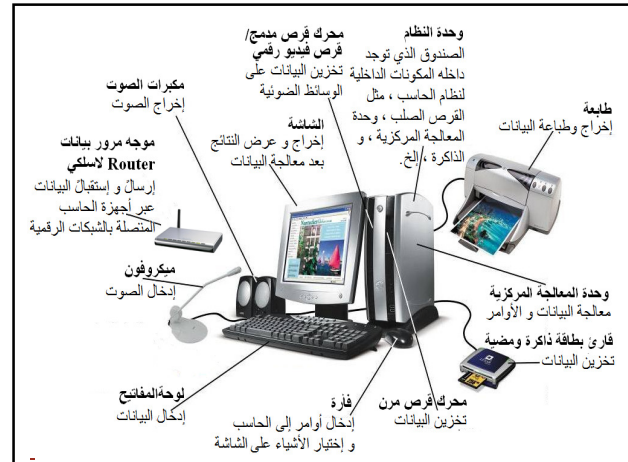 وحدة النظام
الصندوق الذي توجد
داخله المكونات الداخلية
لنظام الحاسب ، مثل
القرص الصلب ، وحدة
المعالجة المركزية ، و
الذاكرة ، إلخ.
محرك قرص مدمج/
قرص فيديو رقمي
تخزين البيانات على
الوسائط الضوئية
مكبرات الصوت
إخراج الصوت
طابعة
إخراج وطباعة البيانات
الشاشة
إخراج و عرض النتائج
بعد معالجة البيانات
موجه مرور بيانات
Router لاسلكي
إرسال و إستقبال البيانات
عبر أجهزة الحاسب
المتصلة بالشبكات الرقمية
ميكروفون
إدخال الصوت
وحدة المعالجة المركزية
معالجة البيانات و الأوامر
قارئ بطاقة ذاكرة ومضية
تخزين البيانات
محرك قرص مرن
تخزين البيانات
فأرة
إدخال أوامر إلى الحاسب
و إختيار الأشياء على الشاشة
لوحةالمفاتيح
إدخال البيانات